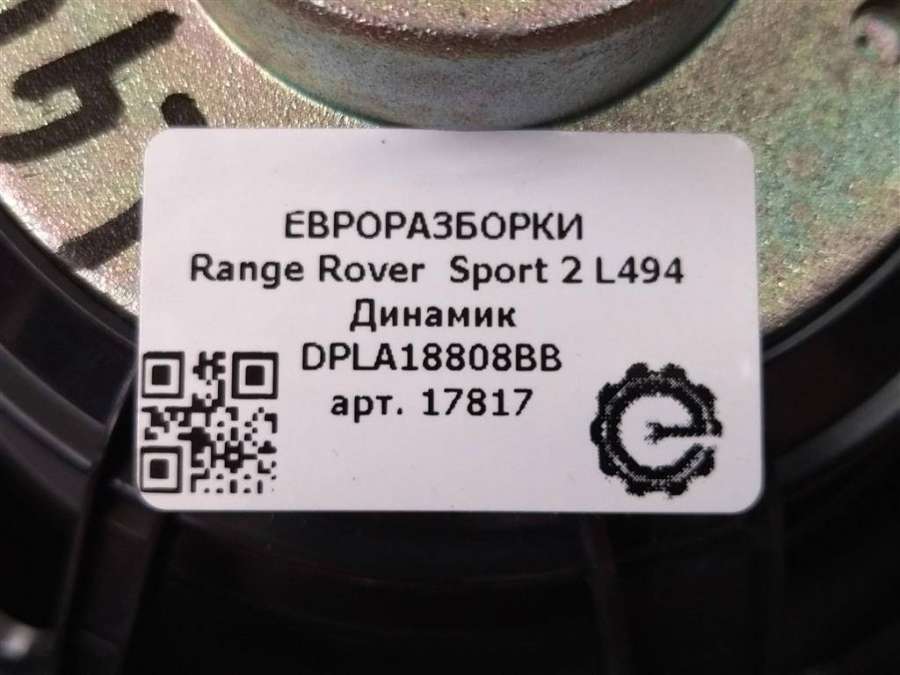 ЕВРОРАЗБОРКИ
Range Rover Sport 2 L494
Динамик
DPLA18808BB
арт. 17817